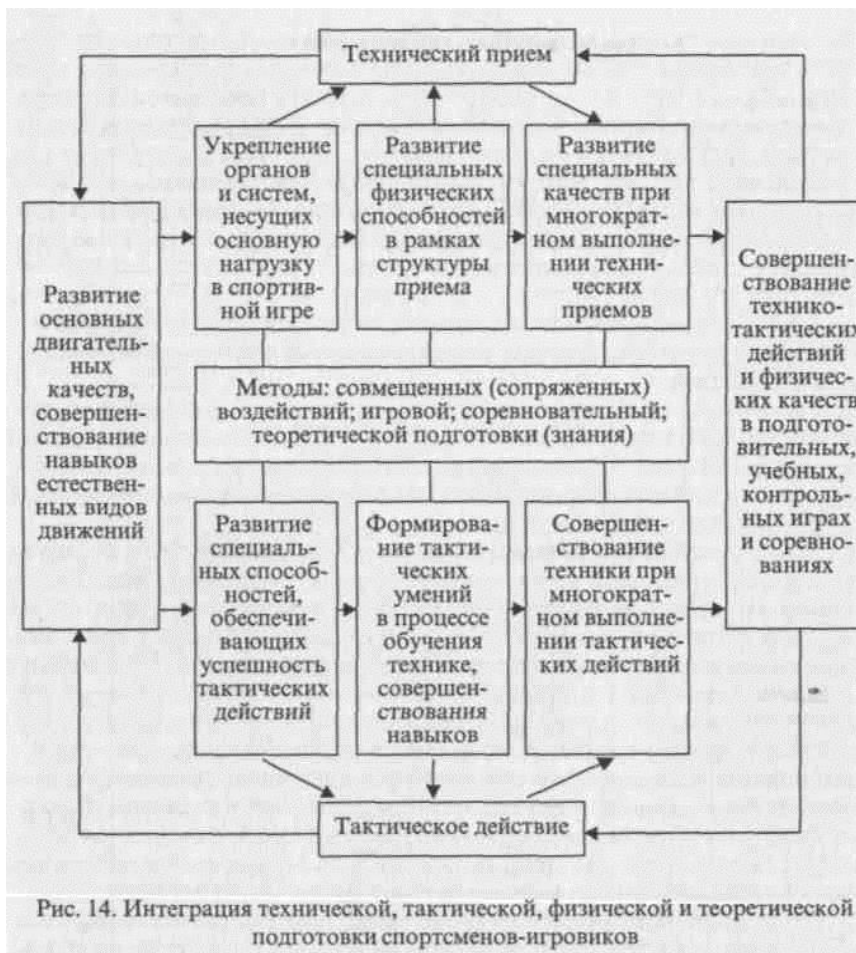 Технический прием
Укрепление
органов
и систем,
несущих
основную
нагрузку
в спортив-
ной игре
Развитие
специальных
физических
способностей
в рамках
структуры
приема
Развитие
специальных
качеств при
многократ-
ном выполне-
нии техни-
ческих
приемов
Развитие
основных
двигатель-
ных
качеств,
совершен-
ствование
навыков
естествен-
ных видов
движений
Методы: совмещенных (сопряженных)
воздействий; игровой; соревновательный;
теоретической подготовки (знания)
Совершен-
ствование
технико-
тактических
действий
и физичес-
ких качеств
в подгото-
вительных,
учебных,
контроль-
ных играх
и соревно-
ваниях
Развитие
специаль-
ных способ-
ностей,
обеспечи-
вающих
успешность
тактических
действий
Формирова-
ние такти-
ческих
умений
в процессе
обучения
технике,
совершен-
ствования
навыков
Совершен-
ствование
техники при
многократ-
ном выполне-
нии тактичес-
ких действий
Тактическое действие
Рис. 14. Интеграция технической, тактической, физической и теоретической
подготовки спортсменов-игровиков